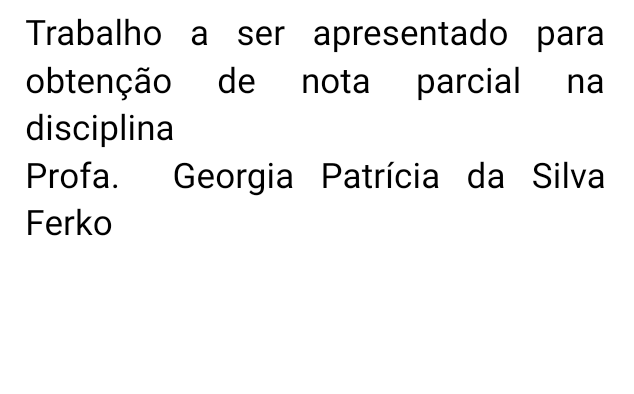 Trabalho a ser apresentado para
obtenção de nota parcial na
disciplina
Profa. Georgia Patrícia da Silva
Ferko